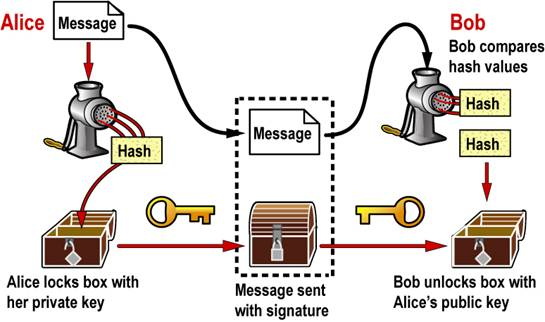 Alice
Message
Bob
Bob compares
hash values
Hash
Hash
Message
Hash
Alice locks box with
her private key
Message sent
with signature
Bob unlocks box with
Alice's public key